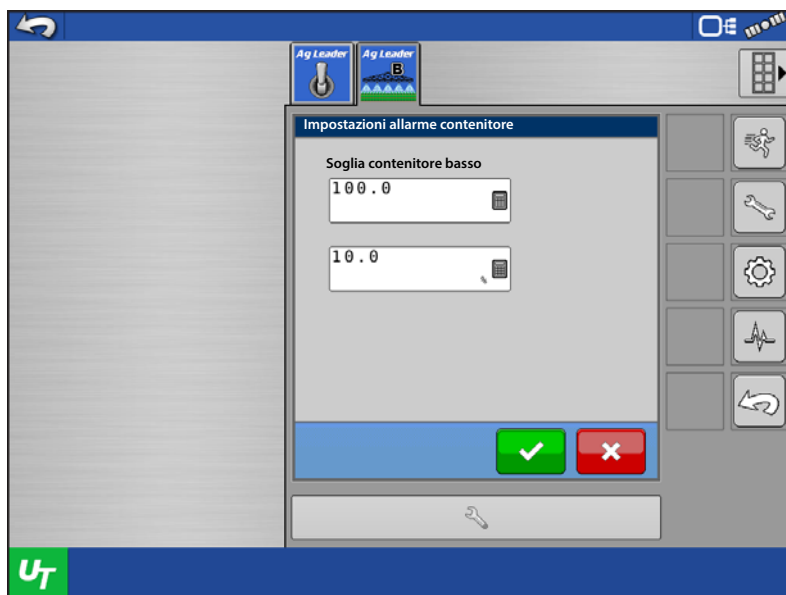 Ag Leader
Ag Leader
B
Impostazioni allarme contenitore
Soglia contenitore basso
100.0
10.0
%
UT